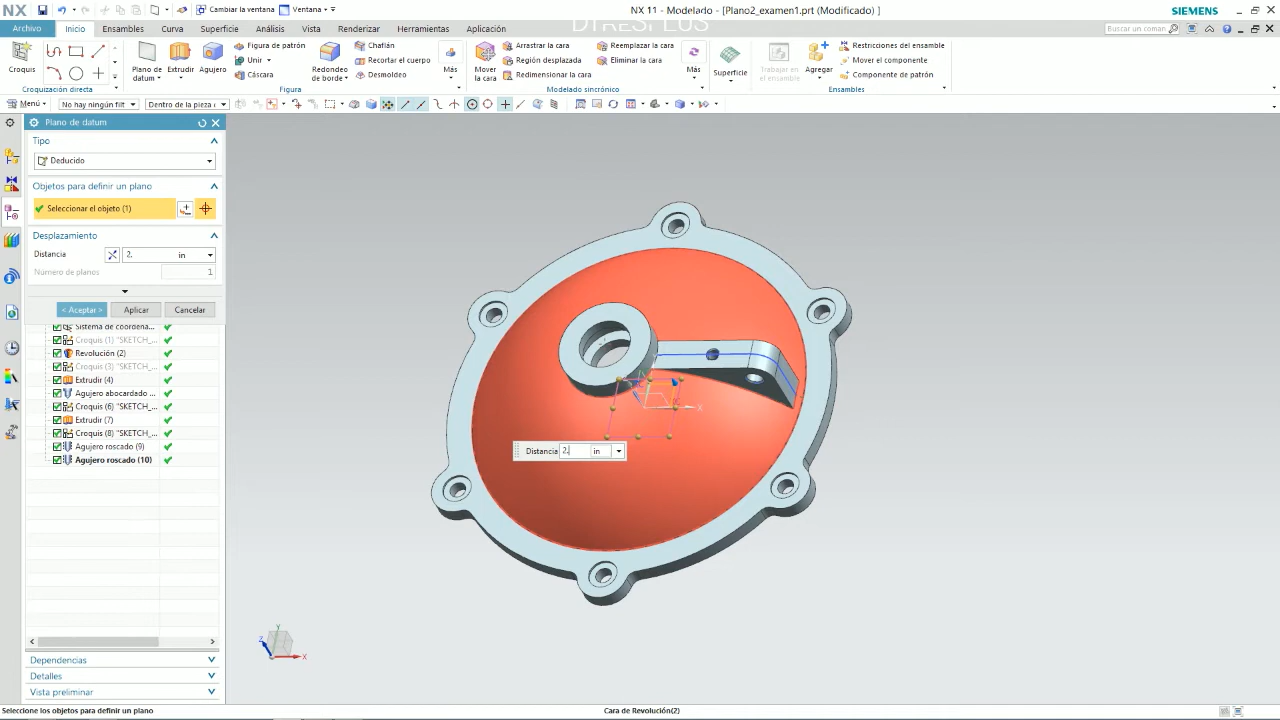 NX
Cambiar la ventana
Ventana
NX 11 - Modelado - [Plano2_examen1.prt (Modificado) ]
SIEMENS
DTRESPLUS
Archivo
Inicio
Ensambles
Curva
Superficie
Análisis
Vista
Renderizar
Herramientas
Aplicación
Buscar un coman
Croquis
Croquización directa
Plano de datum
Extrudir
Agujero
Figura de patrón
Unir
Cáscara
Redondeo de borde
Chaflán
Recortar el cuerpo
Desmoldeo
Más
Figura
Mover la cara
Arrastrar la cara
Región desplazada
Redimensionar la cara
Reemplazar la cara
Eliminar la cara
Más
Modelado sincrónico
Superficie
Trabajar en el ensamble
Agregar
Restricciones del ensamble
Mover el componente
Componente de patrón
Ensambles
Menú
No hay ningún filt
Dentro de la pieza
Plano de datum
Tipo
Deducido
Objetos para definir un plano
Seleccionar el objeto (1)
Desplazamiento
Distancia
2.
in
Número de planos
1
< Aceptar >
Aplicar
Cancelar
Sistema de coordena...
Croquis (1) "SKETCH_...
Revolución (2)
Croquis (3) "SKETCH_...
Extrudir (4)
Agujero abocardado ...
Croquis (6) "SKETCH_...
Extrudir (7)
Croquis (8) "SKETCH_...
Agujero roscado (9)
Agujero roscado (10)
Distancia 2. in
X
Y
Z
X
Dependencias
Detalles
Vista preliminar
Seleccione los objetos para definir un plano
Cara de Revolución(2)